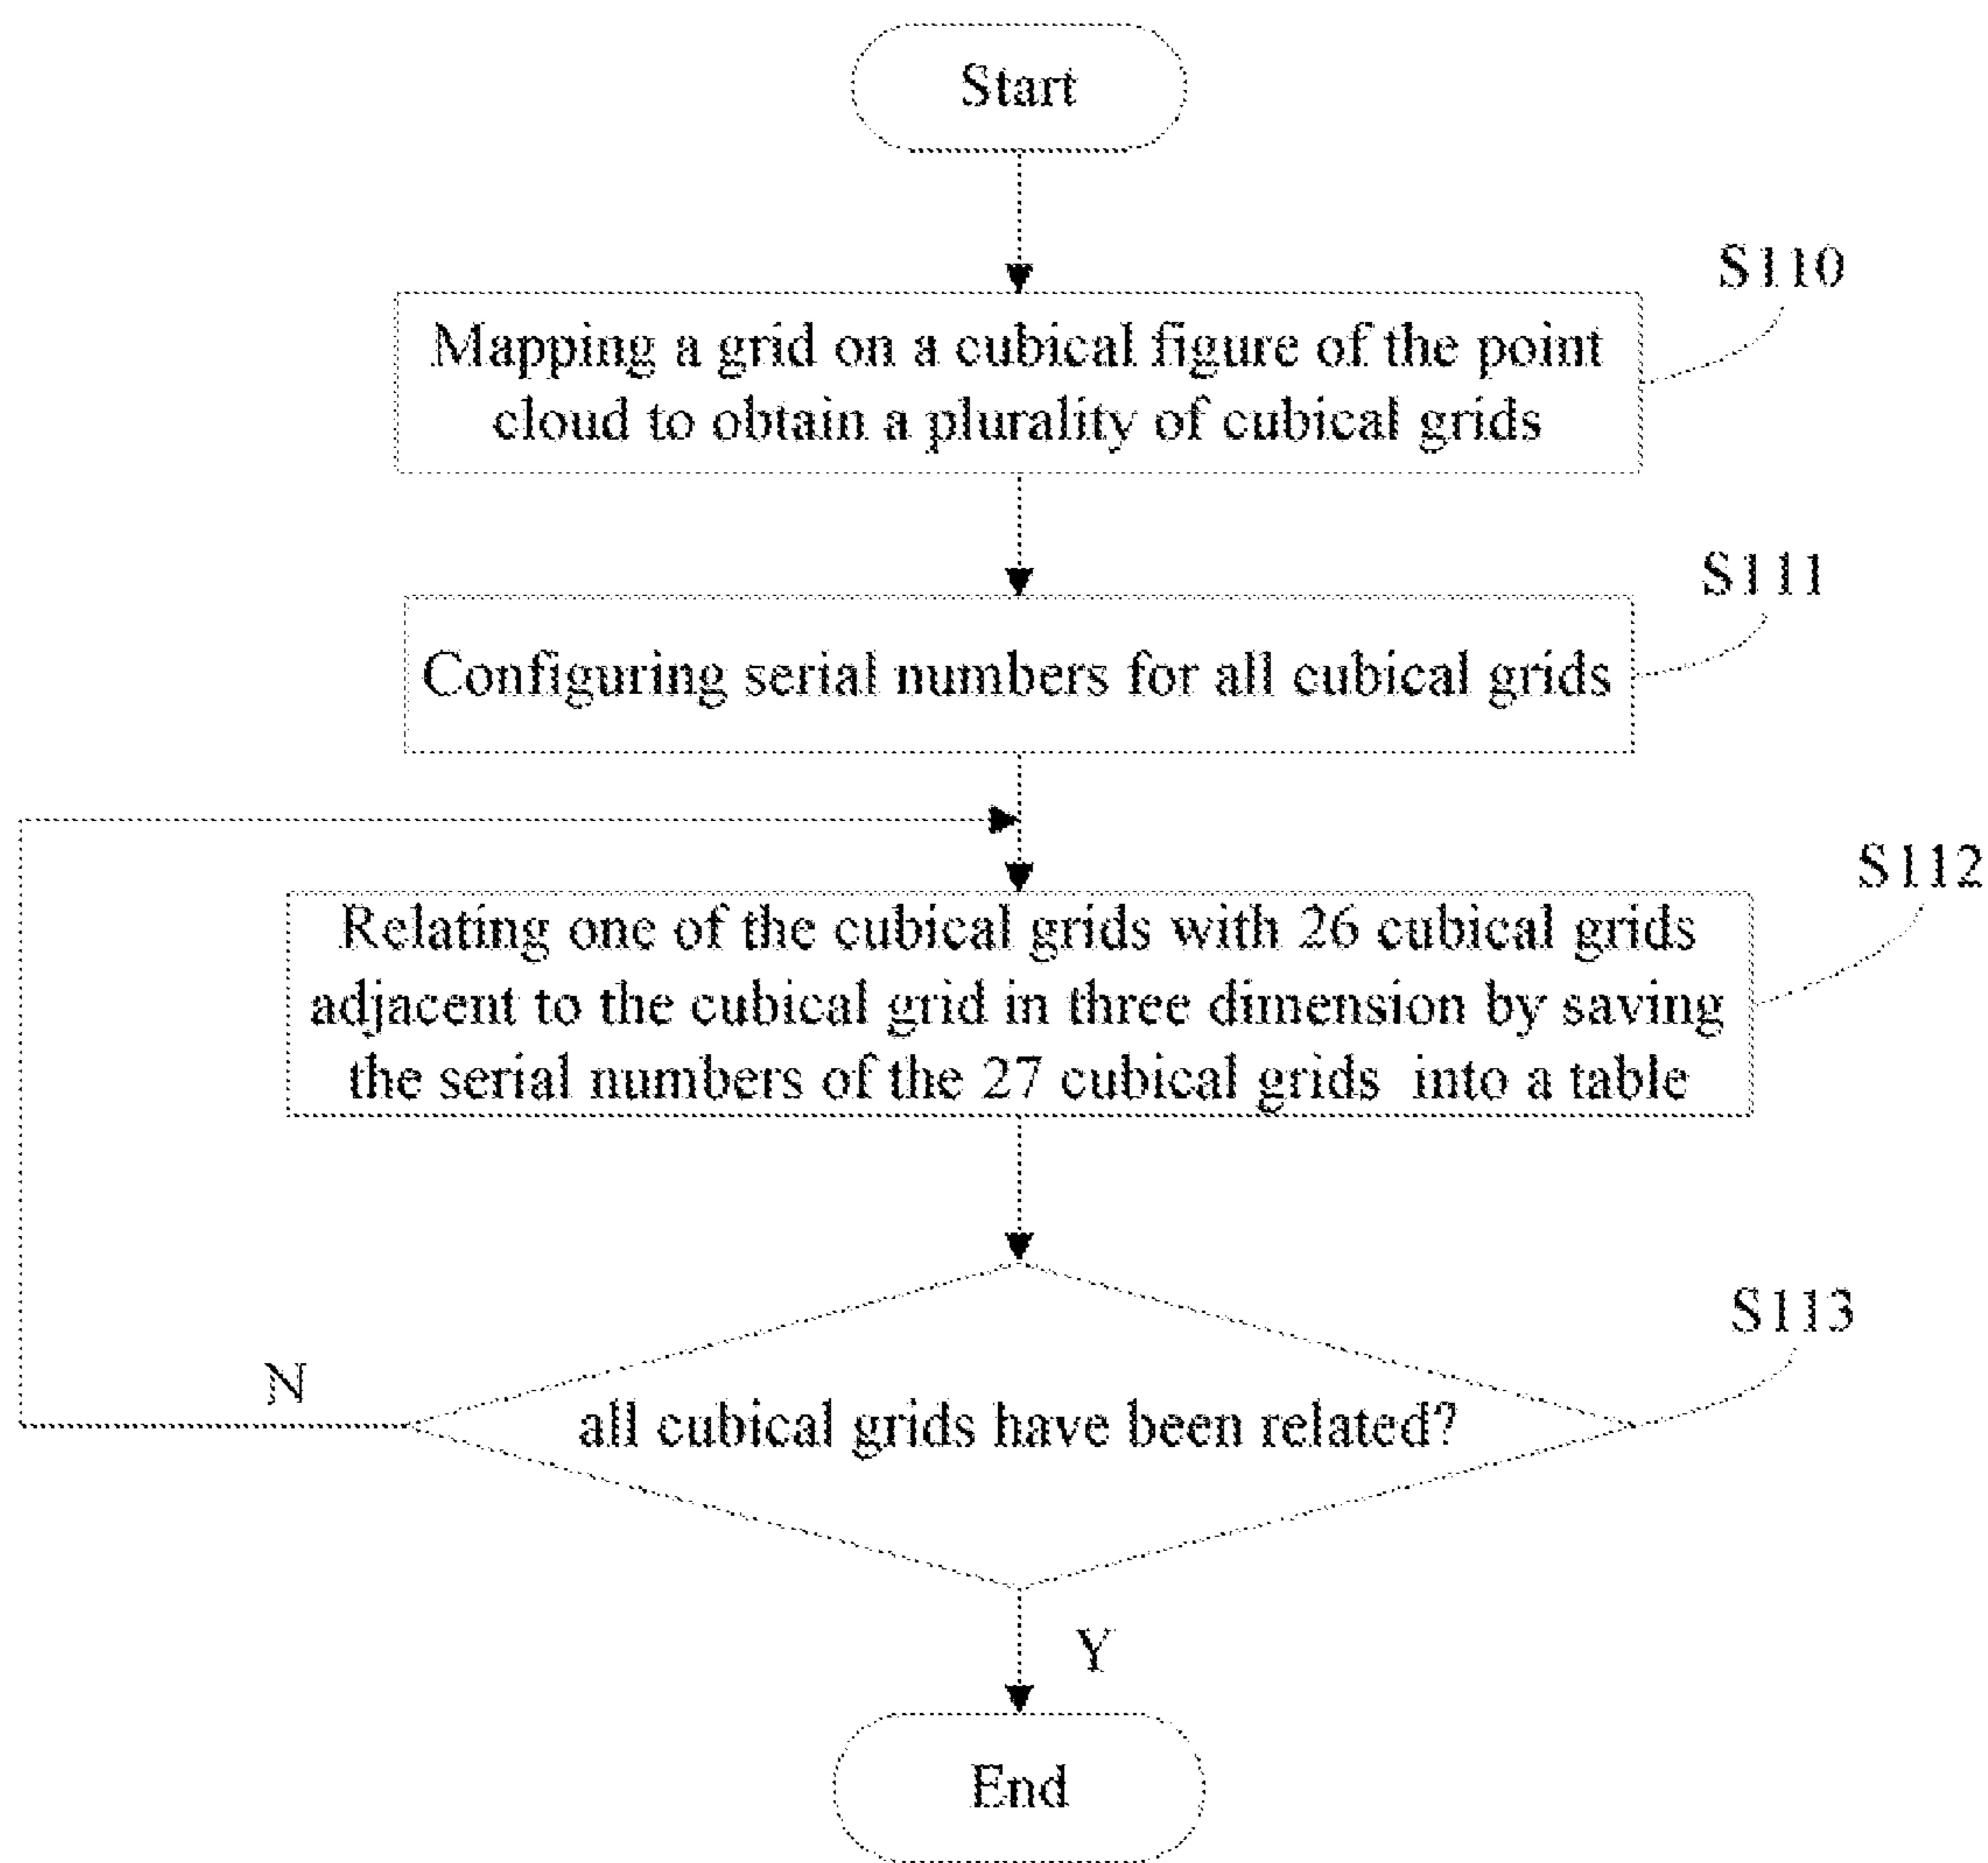 Start
S110
Mapping a grid on a cubical figure of the point
cloud to obtain a plurality of cubical grids
S111
Configuring serial numbers for all cubical grids
S112
Relating one of the cubical grids with 26 cubical grids
adjacent to the cubical grid in three dimension by saving
the serial numbers of the 27 cubical grids into a table
S113
N
all cubical grids have been related?
Y
End